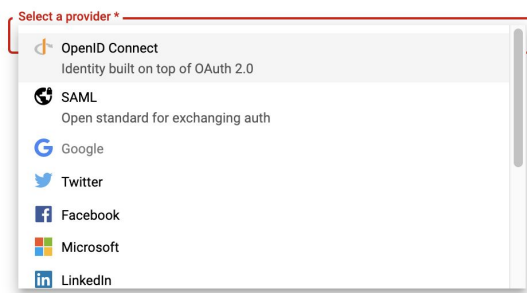 Select a provider *
OpenID Connect
Identity built on top of OAuth 2.0
SAML
Open standard for exchanging auth
Google
Twitter
Facebook
Microsoft
LinkedIn